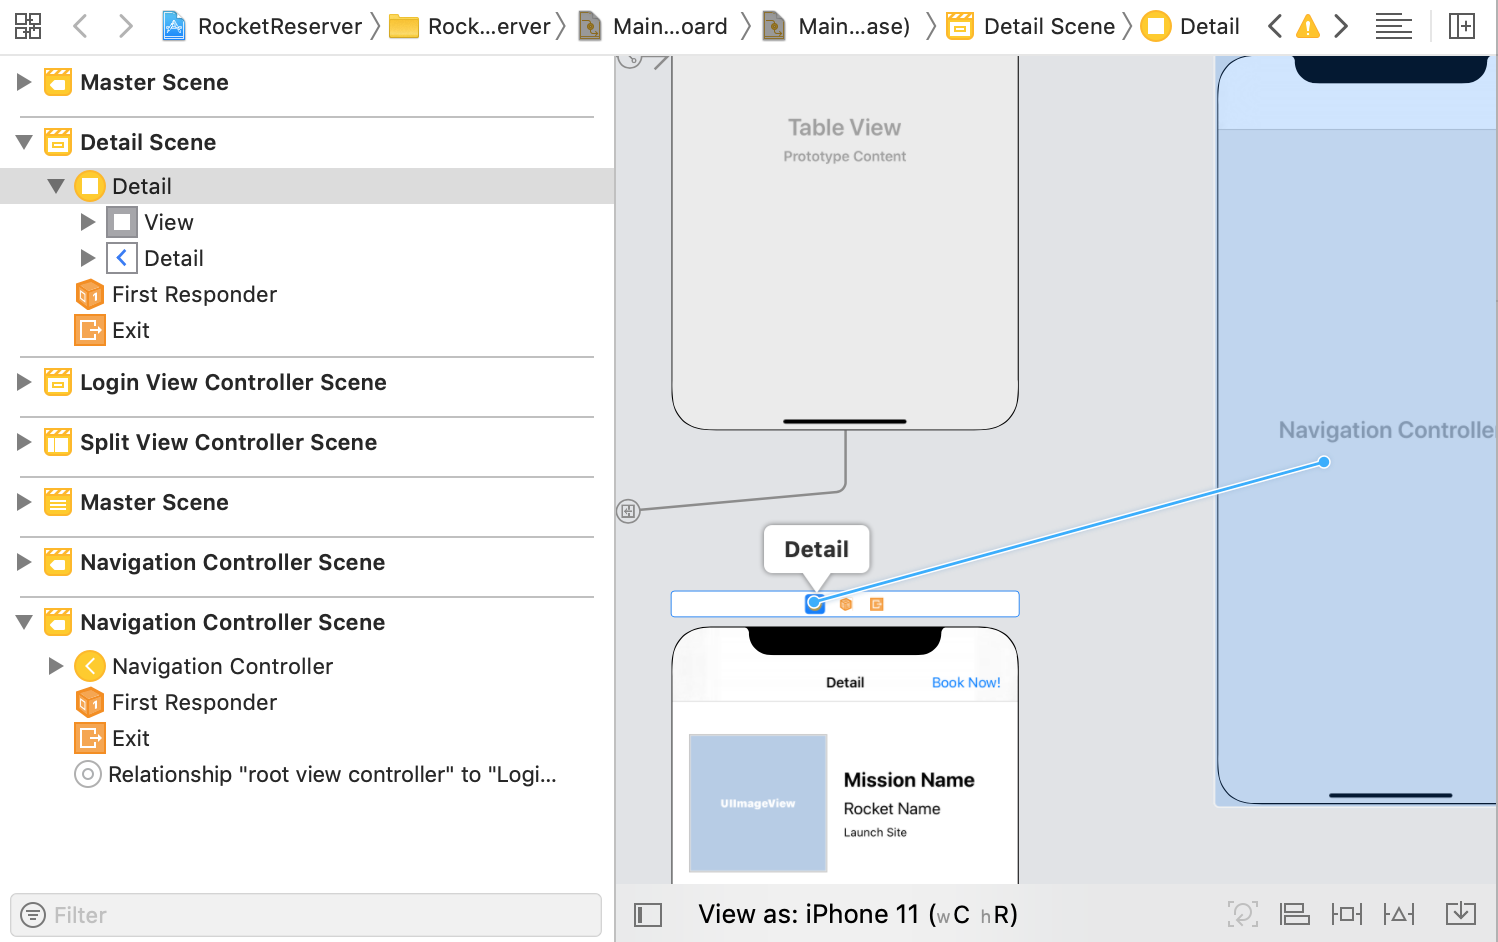 RocketReserver
Rock...erver
Main...oard
Main...ase)
Detail Scene
Detail
Master Scene
Detail Scene
Detail
View
Detail
First Responder
Exit
Login View Controller Scene
Split View Controller Scene
Master Scene
Navigation Controller Scene
Navigation Controller Scene
Navigation Controller
First Responder
Exit
Relationship "root view controller" to "Logi...
Filter
Table View
Prototype Content
Navigation Controlle
Detail
Detail
Book Now!
UIImageView
Mission Name
Rocket Name
Launch Site
View as: iPhone 11 (wC hR)